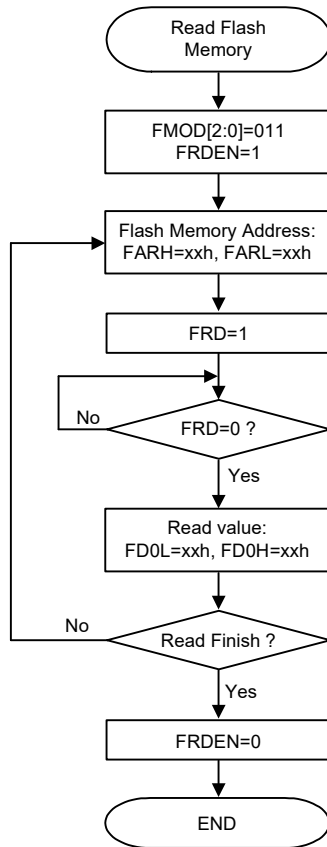 Read Flash
Memory
FMOD[2:0]=011
FRDEN=1
Flash Memory Address:
FARH=xxh, FARL=xxh
FRD=1
No
FRD=0 ?
Yes
Read value:
FD0L=xxh, FD0H=xxh
No
Read Finish ?
Yes
FRDEN=0
END